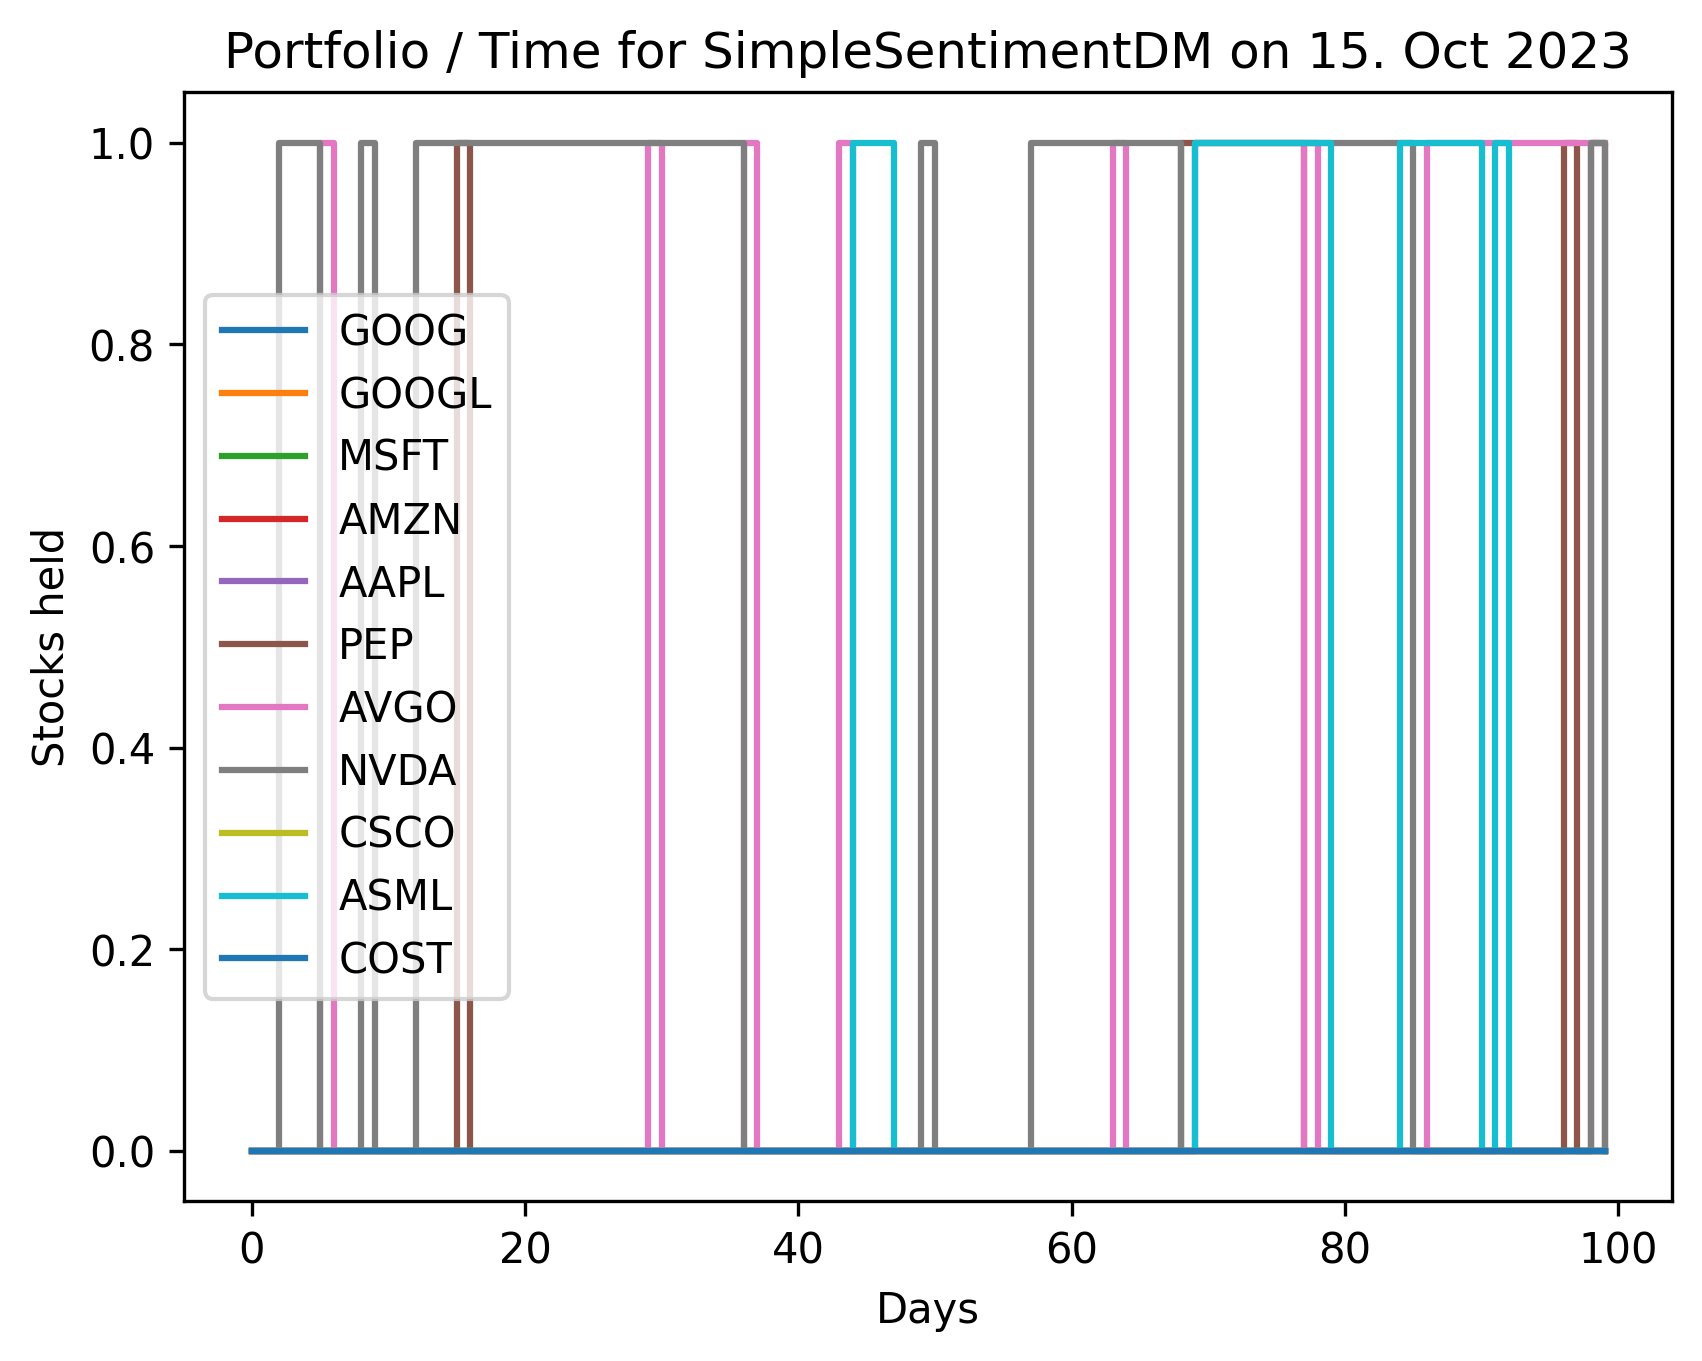 Portfolio / Time for SimpleSentimentDM on 15. Oct 2023
1.0
0.8
0.6
0.4
0.2
0.0
Stocks held
GOOG
GOOGL
MSFT
AMZN
AAPL
PEP
AVGO
NVDA
CSCO
ASML
COST
0 20 40 60 80 100
Days